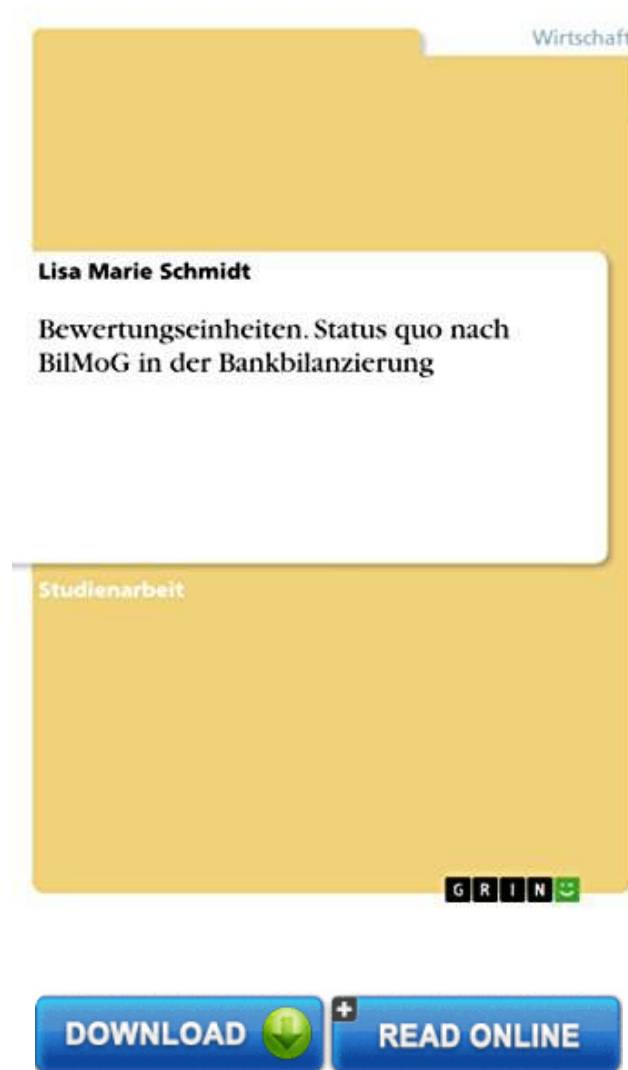 Wirtschaft
Lisa Marie Schmidt
Bewertungseinheiten. Status quo nach
BilMoG in der Bankbilanzierung
Studienarbeit
GRIN
DOWNLOAD
READ ONLINE